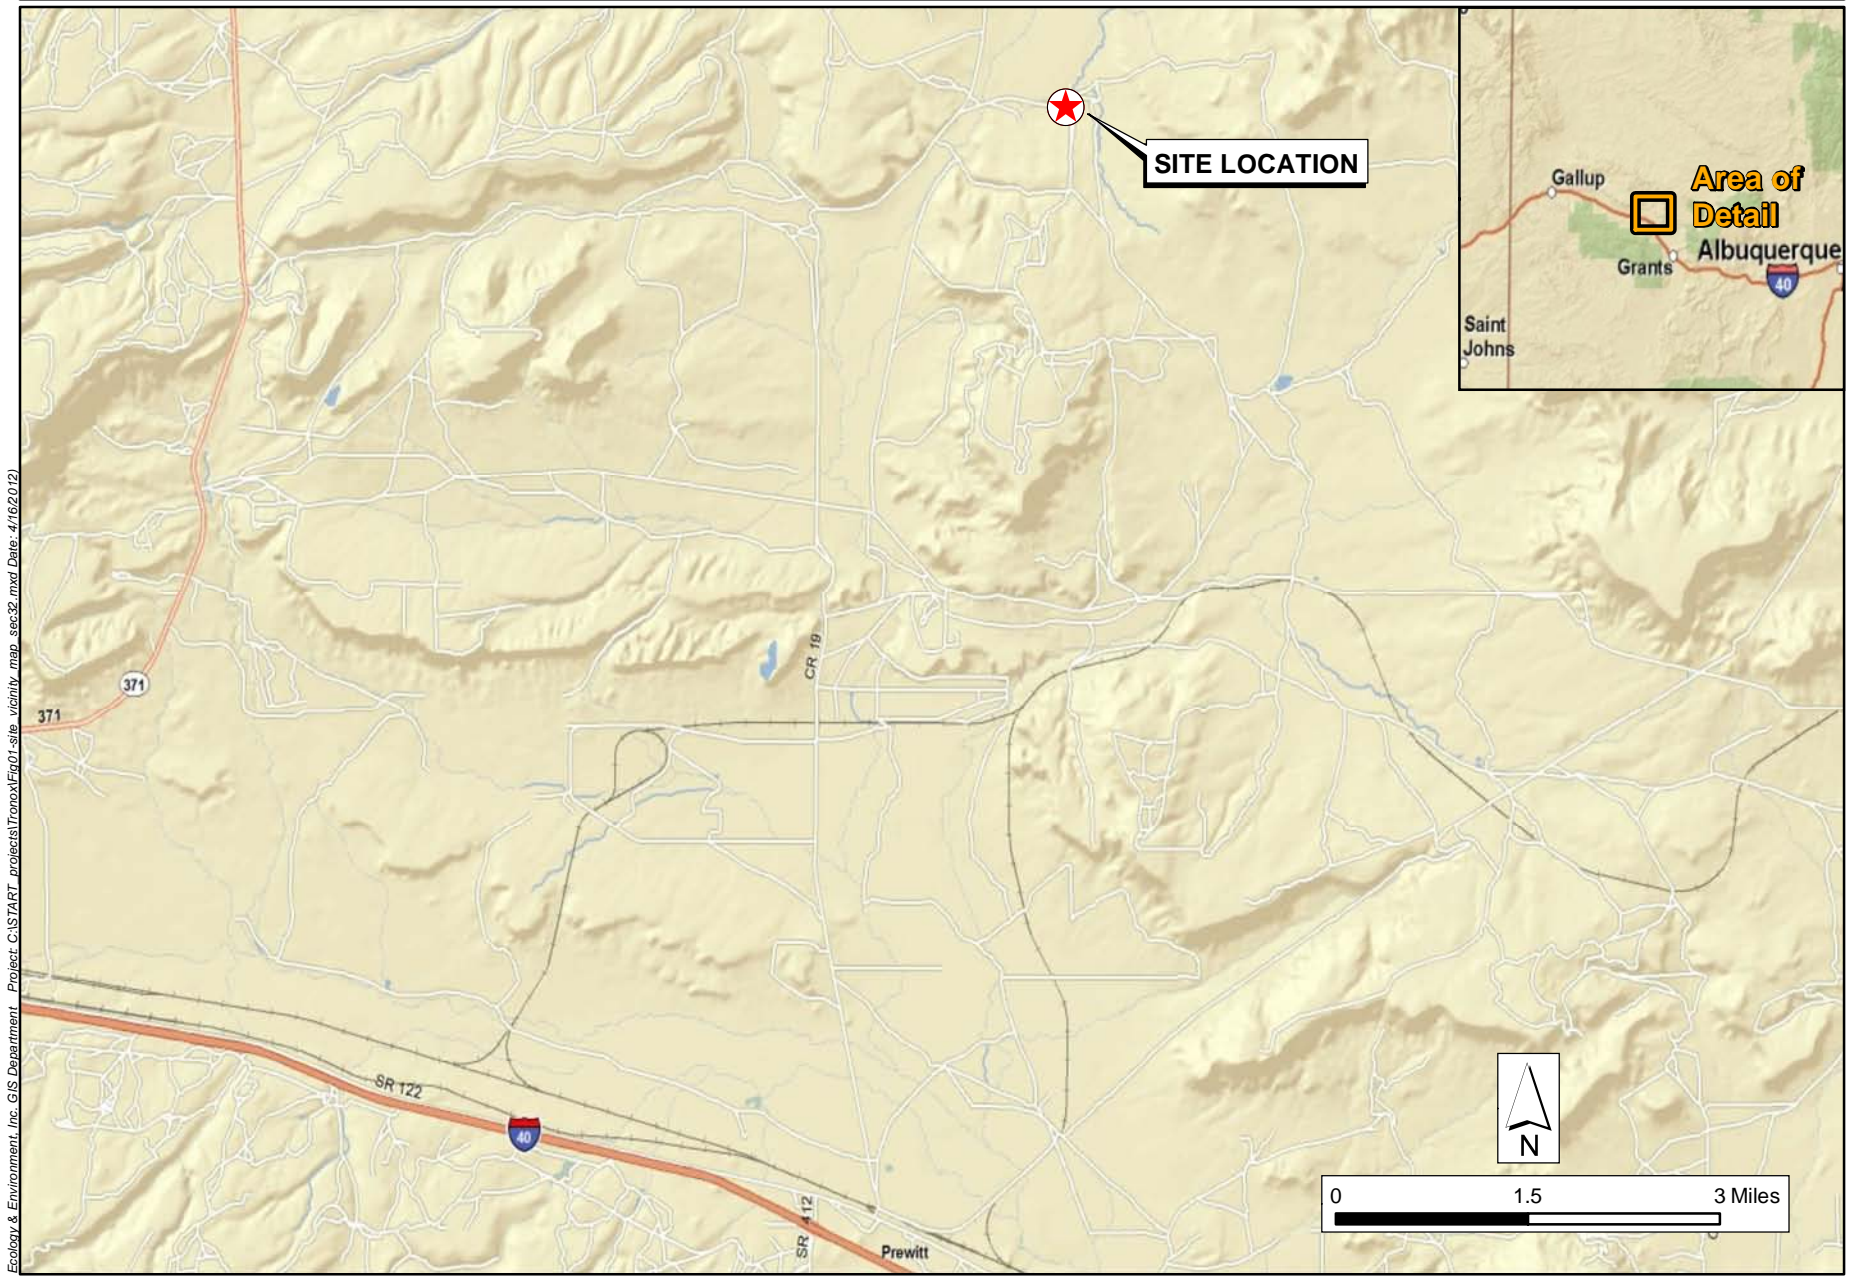 SITE LOCATION
Gallup
Area of
Detail
Albuquerque
Grants
40
Saint
Johns
CR 19
371
371
SR 122
40
SR 412
Prewitt
N
0 1.5 3 Miles
Ecology & Environment, Inc. GIS Department Project: C:\START_projects\Tronox\Fig01-site_vicinity_map_sec32.mxd Date: 4/16/2012)